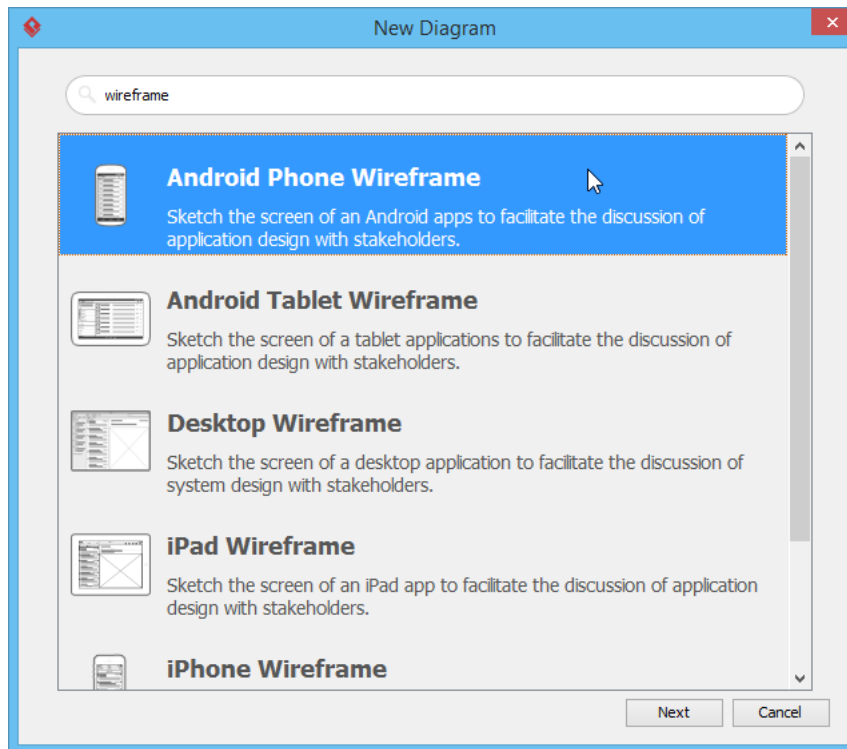 New Diagram
wireframe
Android Phone Wireframe
Sketch the screen of an Android apps to facilitate the discussion of
application design with stakeholders.
Android Tablet Wireframe
Sketch the screen of a tablet applications to facilitate the discussion of
application design with stakeholders.
Desktop Wireframe
Sketch the screen of a desktop application to facilitate the discussion of
system design with stakeholders.
iPad Wireframe
Sketch the screen of an iPad app to facilitate the discussion of application
design with stakeholders.
iPhone Wireframe
Next
Cancel